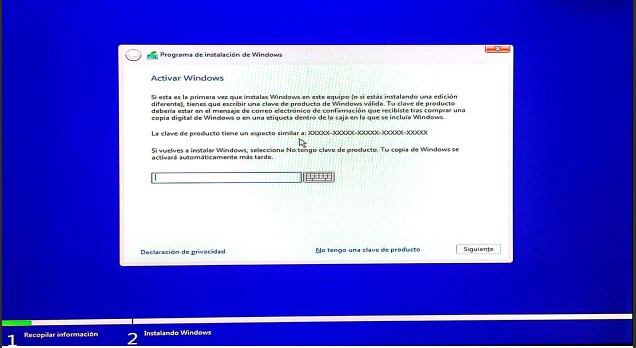 Programa de instalación de Windows
Activar Windows
Si esta es la primera vez que instalas Windows en este equipo (o si estás instalando una edición
diferente), tienes que escribir una clave de producto de Windows válida. Tu clave de producto
debería estar en el mensaje de correo electrónico de confirmación que recibiste tras comprar una
copia digital de Windows o en una etiqueta dentro de la caja en la que se incluía Windows.
La clave de producto tiene un aspecto similar a: XXXXX-XXXXX-XXXXX-XXXXX-XXXXX
Si vuelves a instalar Windows, selecciona No tengo clave de producto. Tu copia de Windows se
activará automáticamente más tarde.
Declaración de privacidad
No tengo una clave de producto
Siguiente
1 Recopilar información
2 Instalando Windows